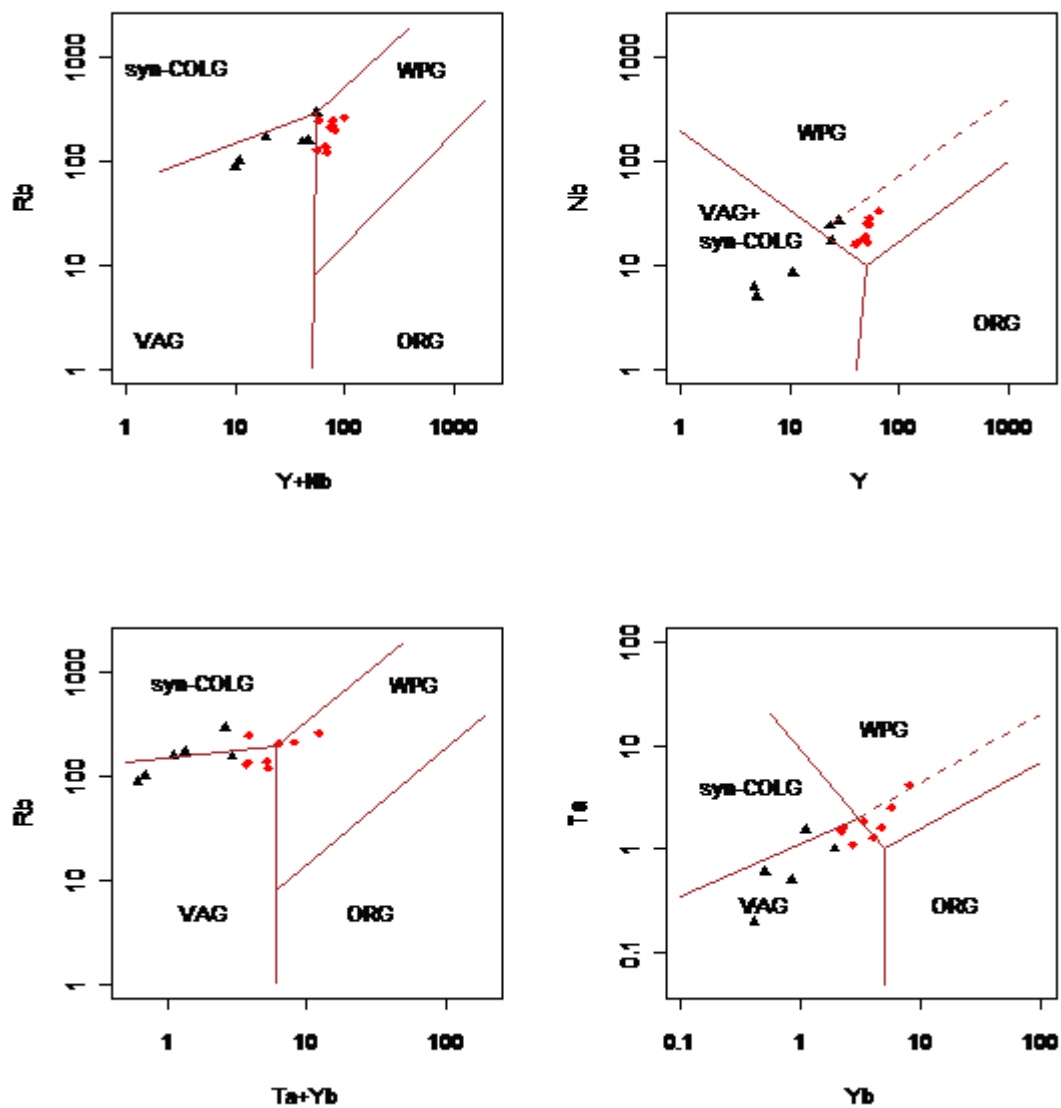 syn-COLG
WPG
VAG
ORG
Rb
1
10
100
1000
1 10 100 1000
Y+Nb
WPG
VAG+
syn-COLG
ORG
Nb
1
10
100
1000
1 10 100 1000
Y
syn-COLG
WPG
VAG
ORG
Rb
1
10
100
1000
1 10 100
Ta+Yb
WPG
syn-COLG
VAG
ORG
Ta
0.1
1
10
100
0.1 1 10 100
Yb